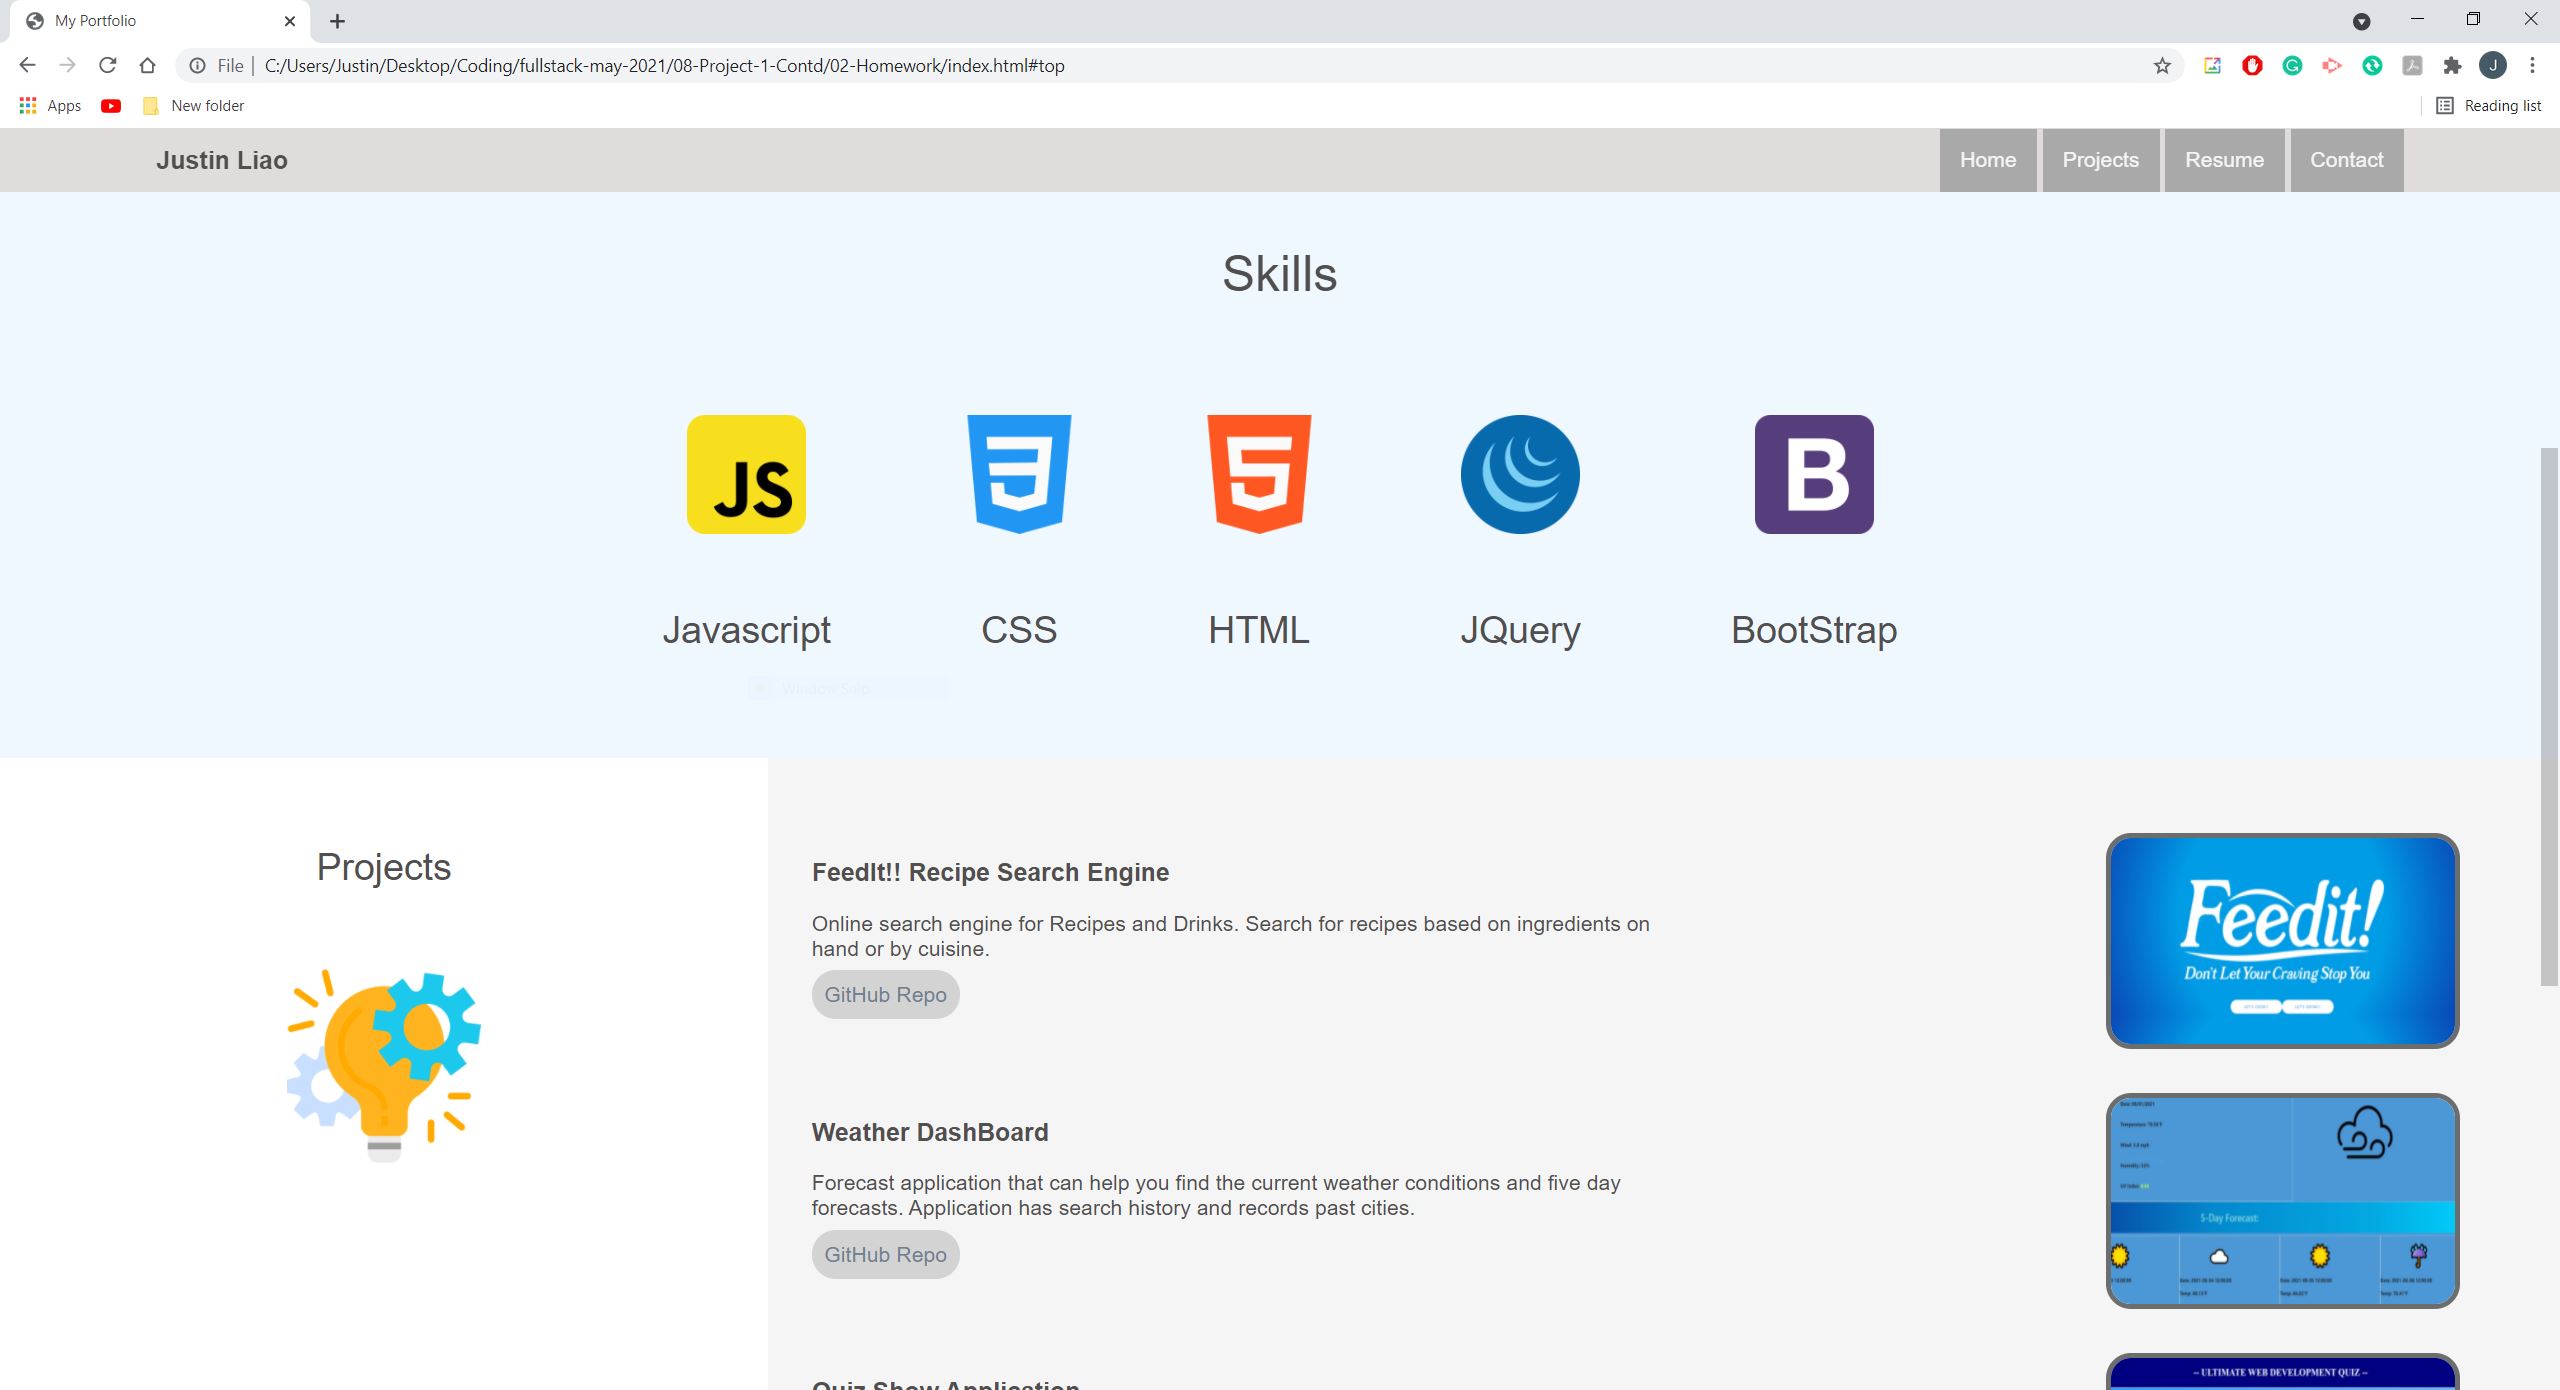 My Portfolio
File | C:/Users/Justin/Desktop/Coding/fullstack-may-2021/08-Project-1-Contd/02-Homework/index.html#top
J
Apps
New folder
Reading list
Justin Liao
Home
Projects
Resume
Contact
Skills
JS
3
5
B
Javascript
CSS
HTML
JQuery
BootStrap
Window Snip
Projects
FeedIt!! Recipe Search Engine
Online search engine for Recipes and Drinks. Search for recipes based on ingredients on
hand or by cuisine.
GitHub Repo
Feedit!
Don't Let Your Craving Stop You
Weather DashBoard
Forecast application that can help you find the current weather conditions and five day
forecasts. Application has search history and records past cities.
GitHub Repo
5-Day Forecast:
Quiz Show Application
-- ULTIMATE WEB DEVELOPMENT QUIZ --